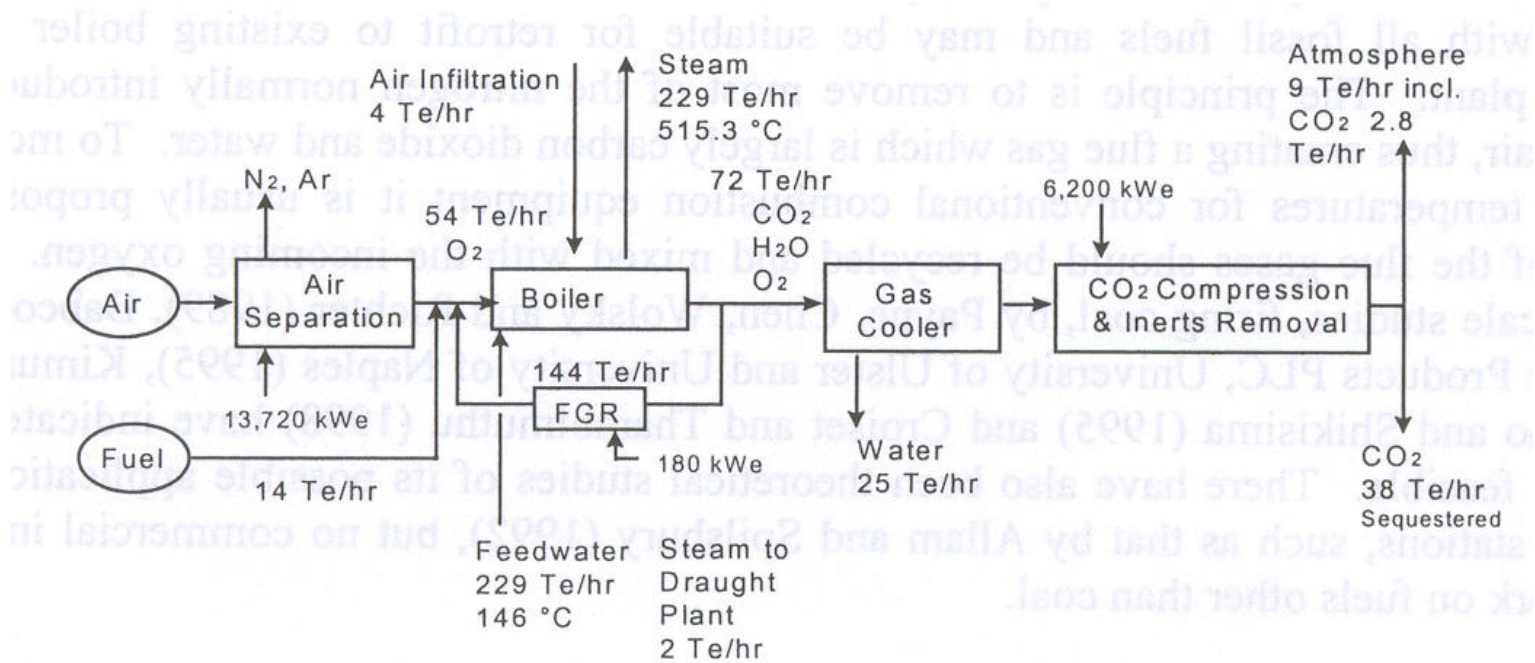 Air Infiltration
4 Te/hr
Steam
229 Te/hr
515.3 °C
Atmosphere
9 Te/hr incl.
CO2 2.8
Te/hr
N2, Ar
54 Te/hr
O2
72 Te/hr
CO2
H2O
O2
6,200 kWe
Air
Air
Separation
Boiler
Gas
Cooler
CO2 Compression
& Inerts Removal
144 Te/hr
FGR
13,720 kWe
Fuel
14 Te/hr
180 kWe
Water
25 Te/hr
CO2
38 Te/hr
Sequestered
Feedwater
229 Te/hr
146 °C
Steam to
Draught
Plant
2 Te/hr